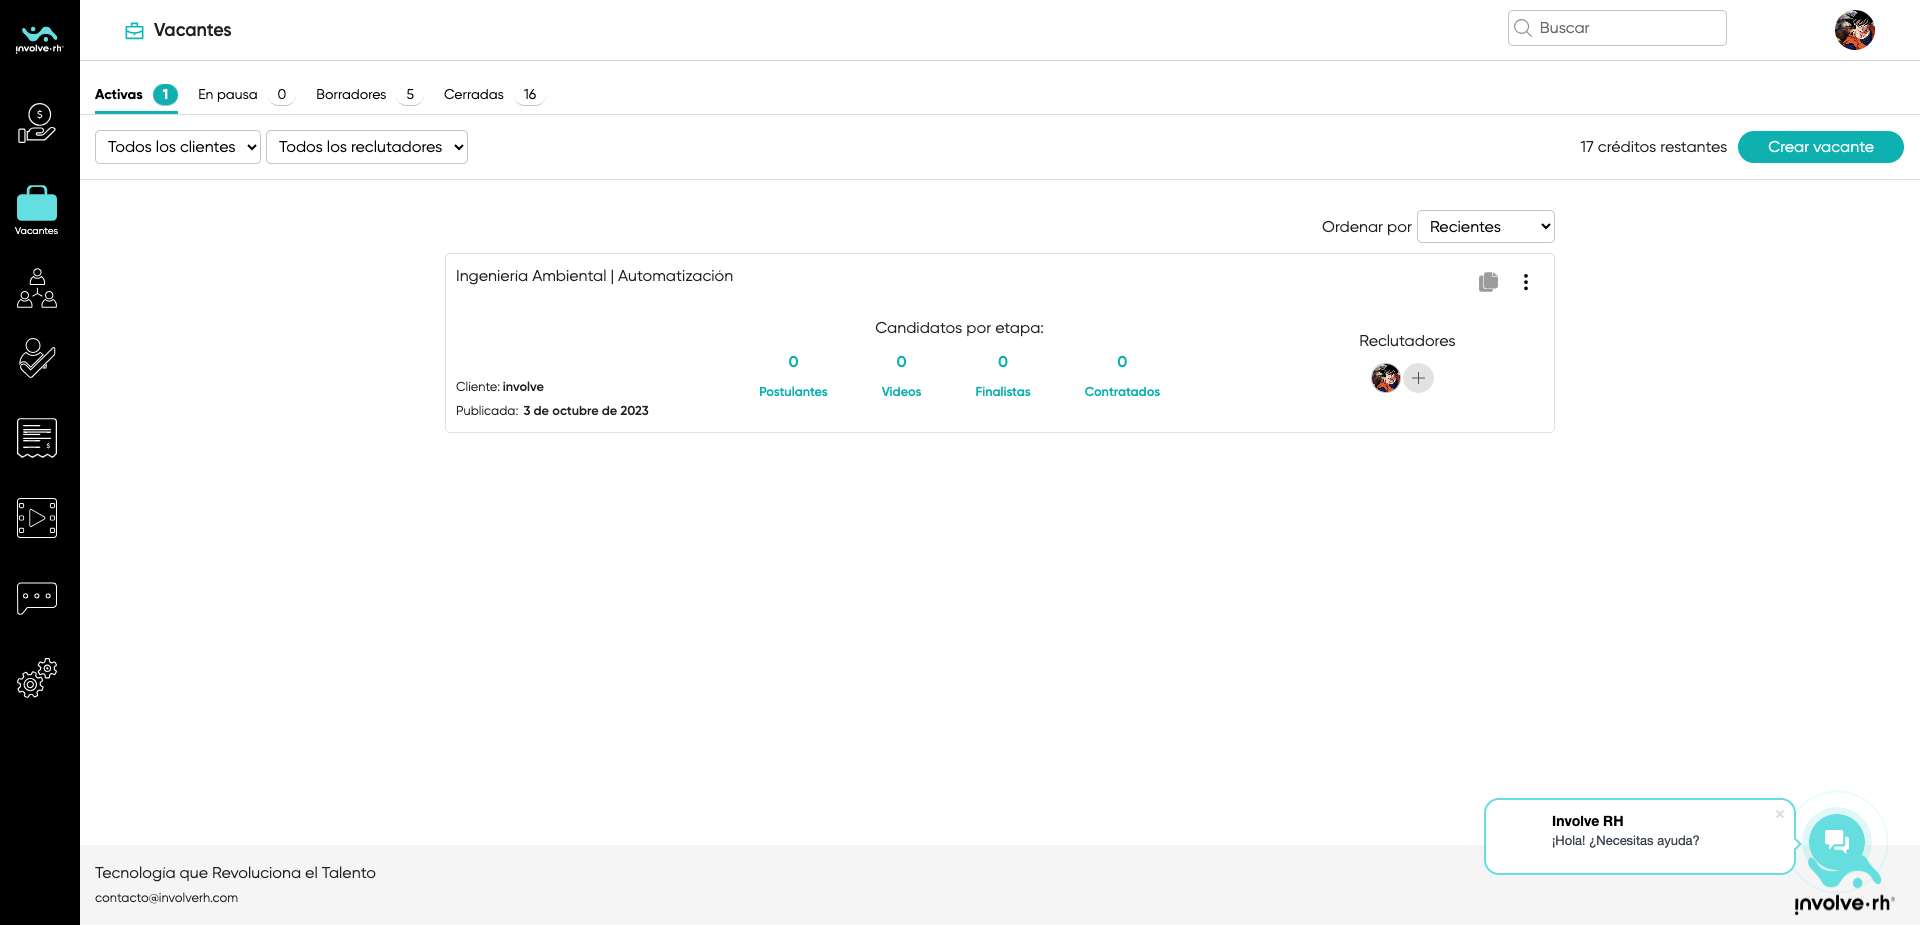 involve·rh
Vacantes
Buscar
Activas 1 En pausa 0 Borradores 5 Cerradas 16
Todos los clientes Todos los reclutadores 17 créditos restantes Crear vacante
Vacantes
Ordenar por Recientes
Ingeniería Ambiental | Automatización
Candidatos por etapa:
Reclutadores
0 0 0 0
Postulantes Videos Finalistas Contratados
Cliente: involve
Publicada: 3 de octubre de 2023
Involve RH
¡Hola! ¿Necesitas ayuda?
Tecnología que Revoluciona el Talento
contacto@involverh.com
involve·rh